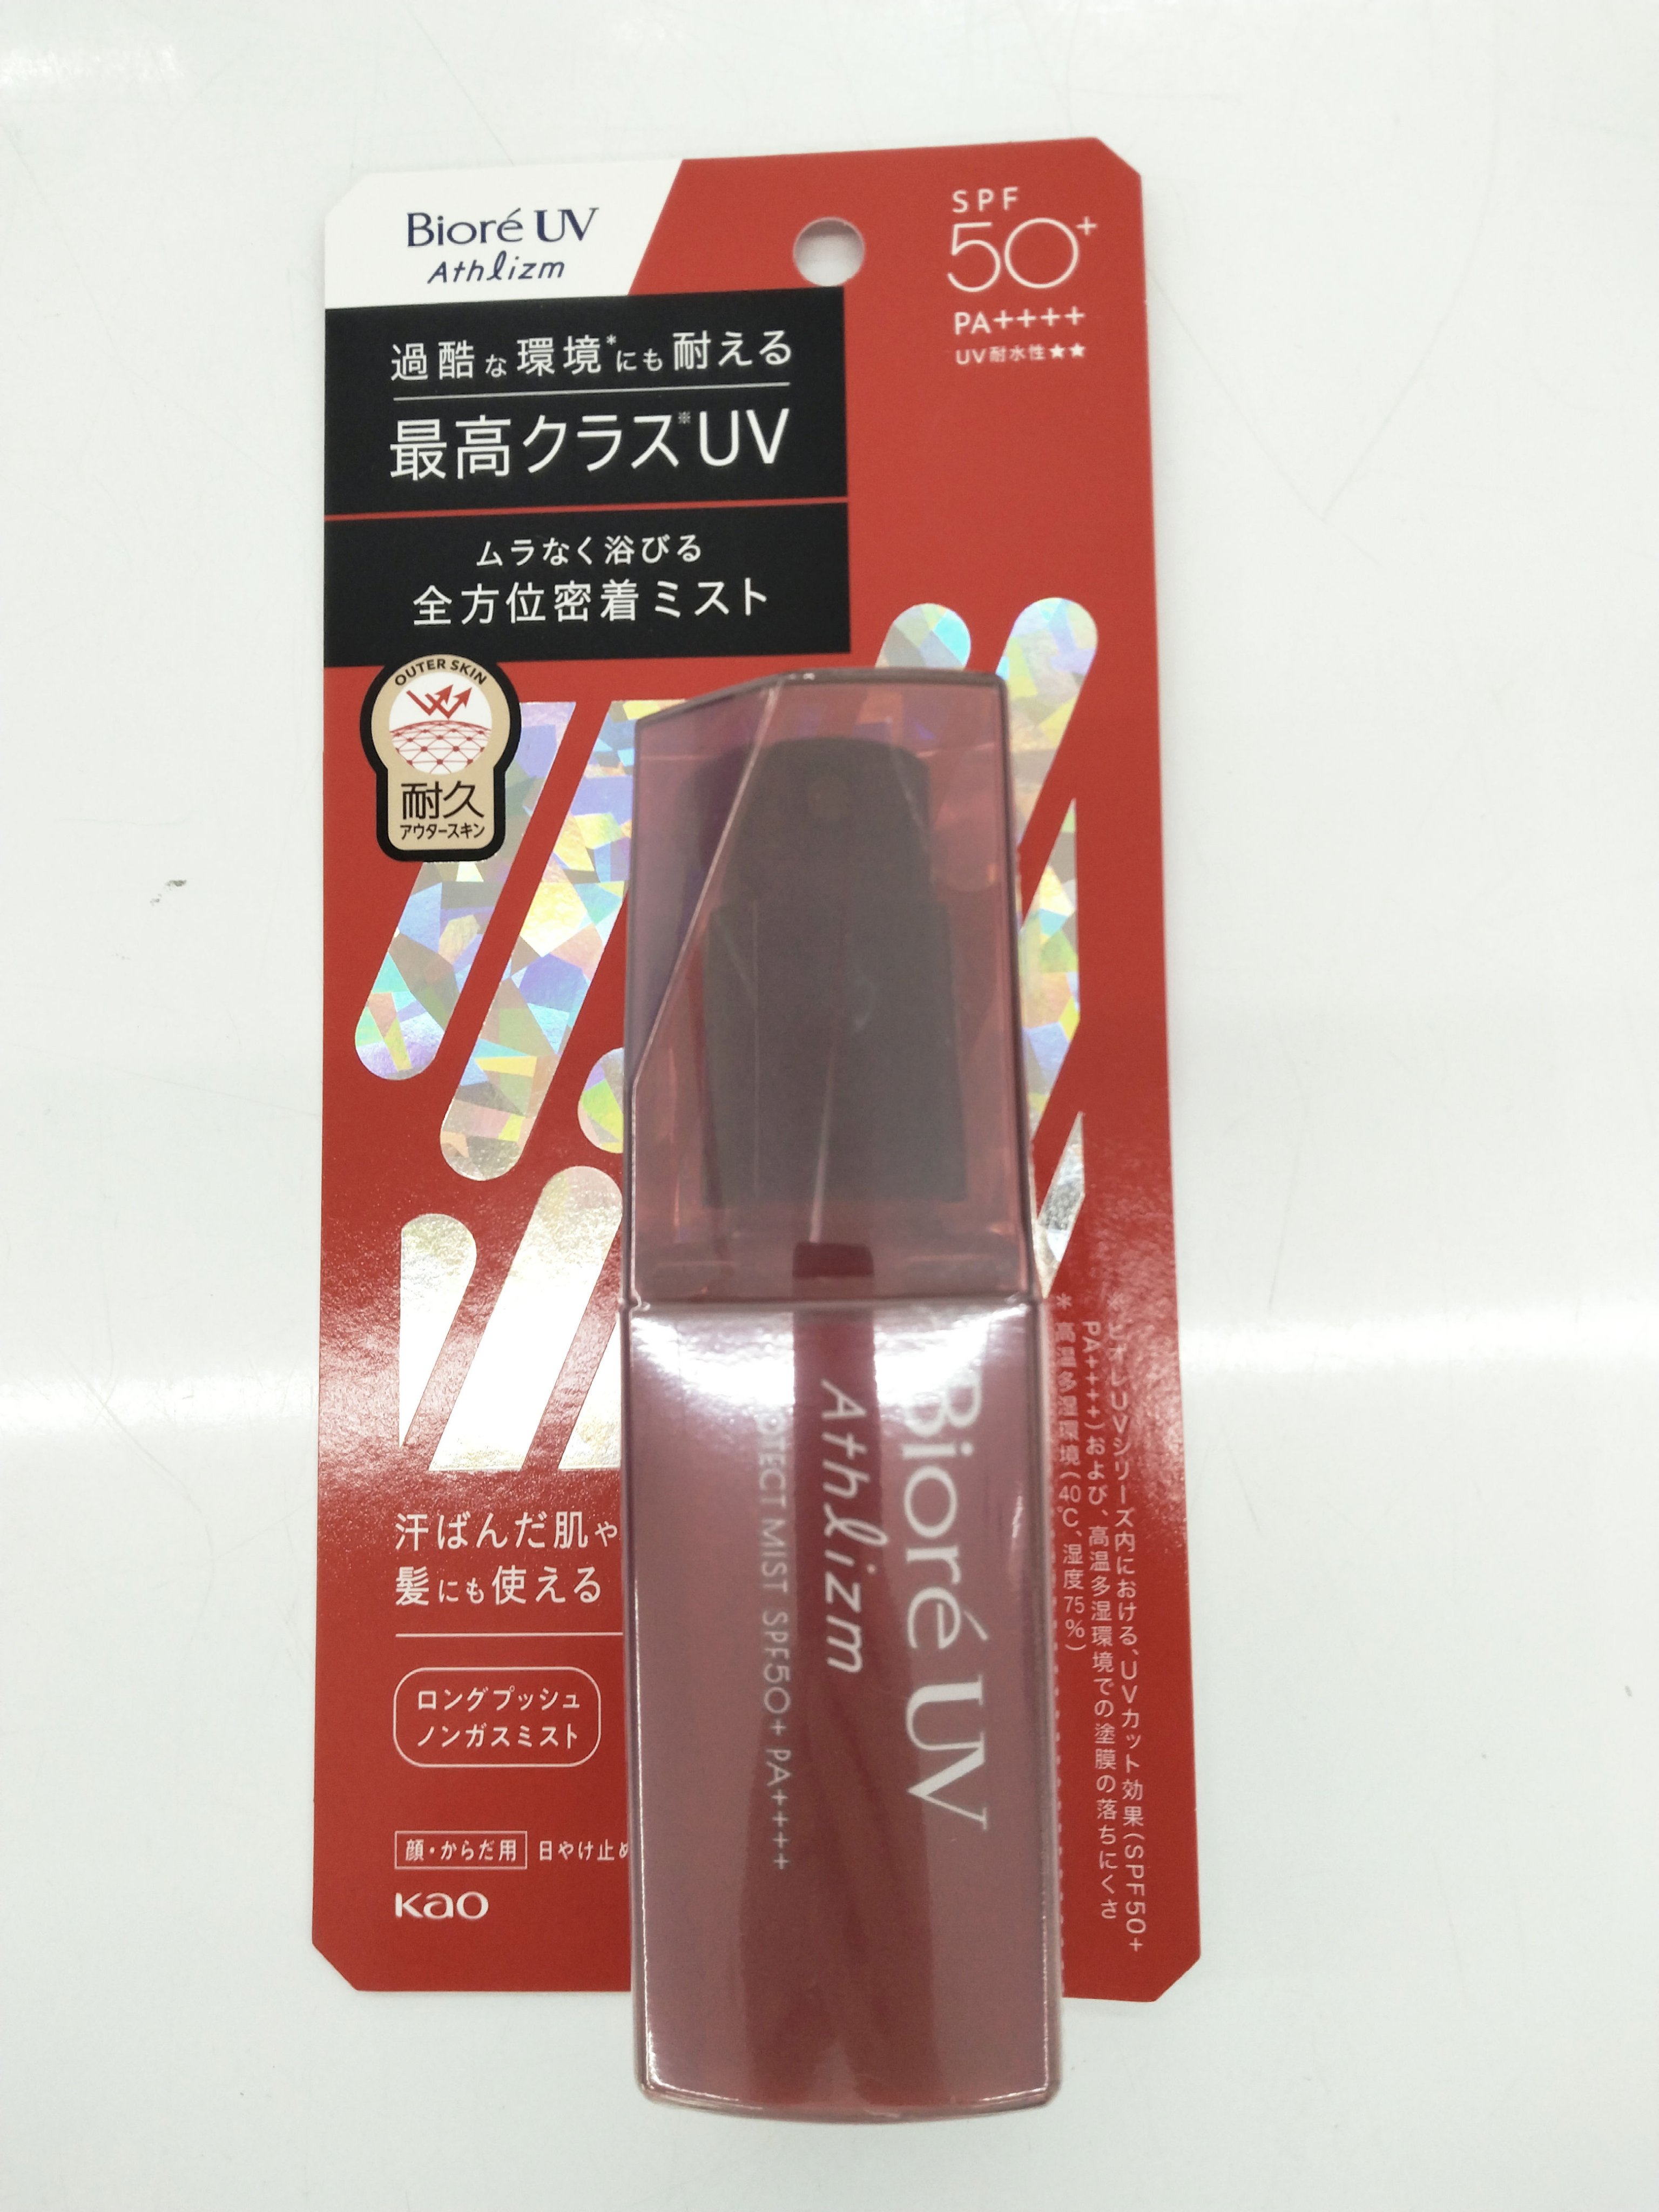 Bioré UV
Athlizm
SPF
50+
PA++++
UV耐水性★★
過酷な環境*にも耐える
最高クラス※UV
ムラなく浴びる
全方位密着ミスト
OUTER SKIN
耐久
アウタースキン
Bioré UV
Athlizm
TECT MIST SPF50+ PA++++
汗ばんだ肌や
髪にも使える
ロングプッシュ
ノンガスミスト
顔・からだ用 日やけ止め
Kao
ビオレUVシリーズ内における、UVカット効果(SPF50+
PA++++)および、高温多湿環境での塗膜の落ちにくさ
*高温多湿環境(40℃、湿度75%)